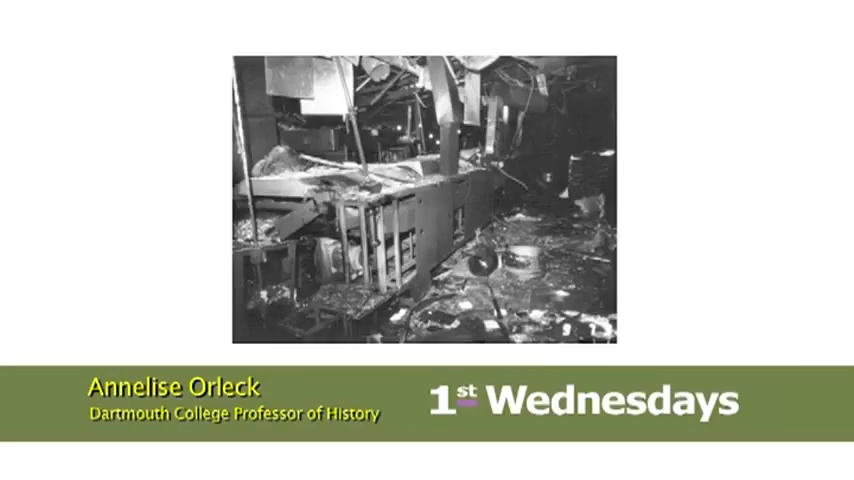 Annelise Orleck
Dartmouth College Professor of History
1st Wednesdays